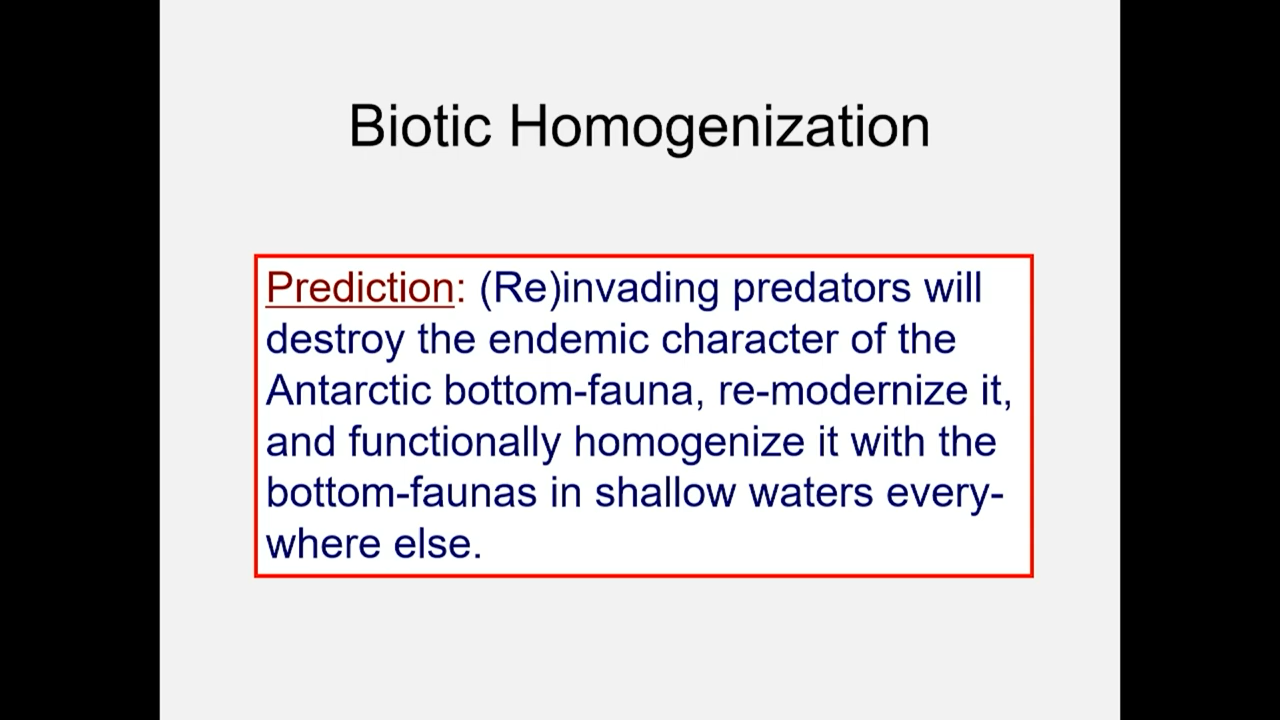 Biotic Homogenization
Prediction: (Re)invading predators will
destroy the endemic character of the
Antarctic bottom-fauna, re-modernize it,
and functionally homogenize it with the
bottom-faunas in shallow waters every-
where else.